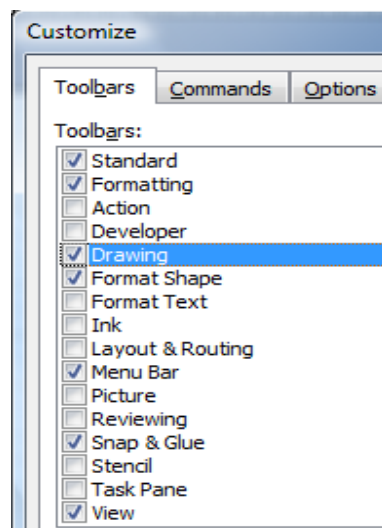 Customize
Toolbars Commands Options
Toolbars:
Standard
Formatting
Action
Developer
Drawing
Format Shape
Format Text
Ink
Layout & Routing
Menu Bar
Picture
Reviewing
Snap & Glue
Stencil
Task Pane
View